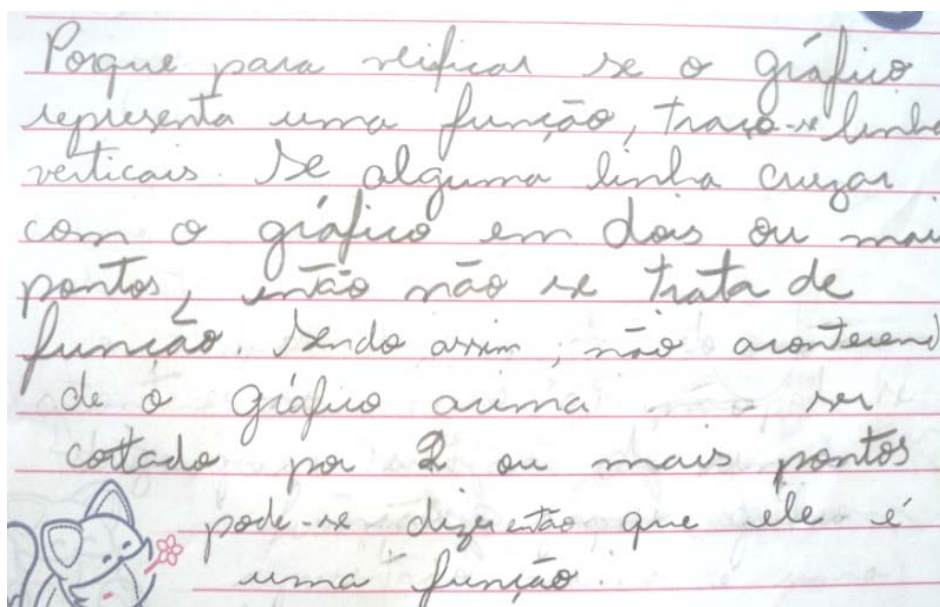 Porque para verificar se o gráfico
representa uma função, traça-se linha
verticais. Se alguma linha cruzar
com o gráfico em dois ou mai
pontos, então não se trata de
função. Sendo assim, não acontecend
de o gráfico acima ser
cortado por 2 ou mais pontos
pode-se dizer então que ele é
uma função.